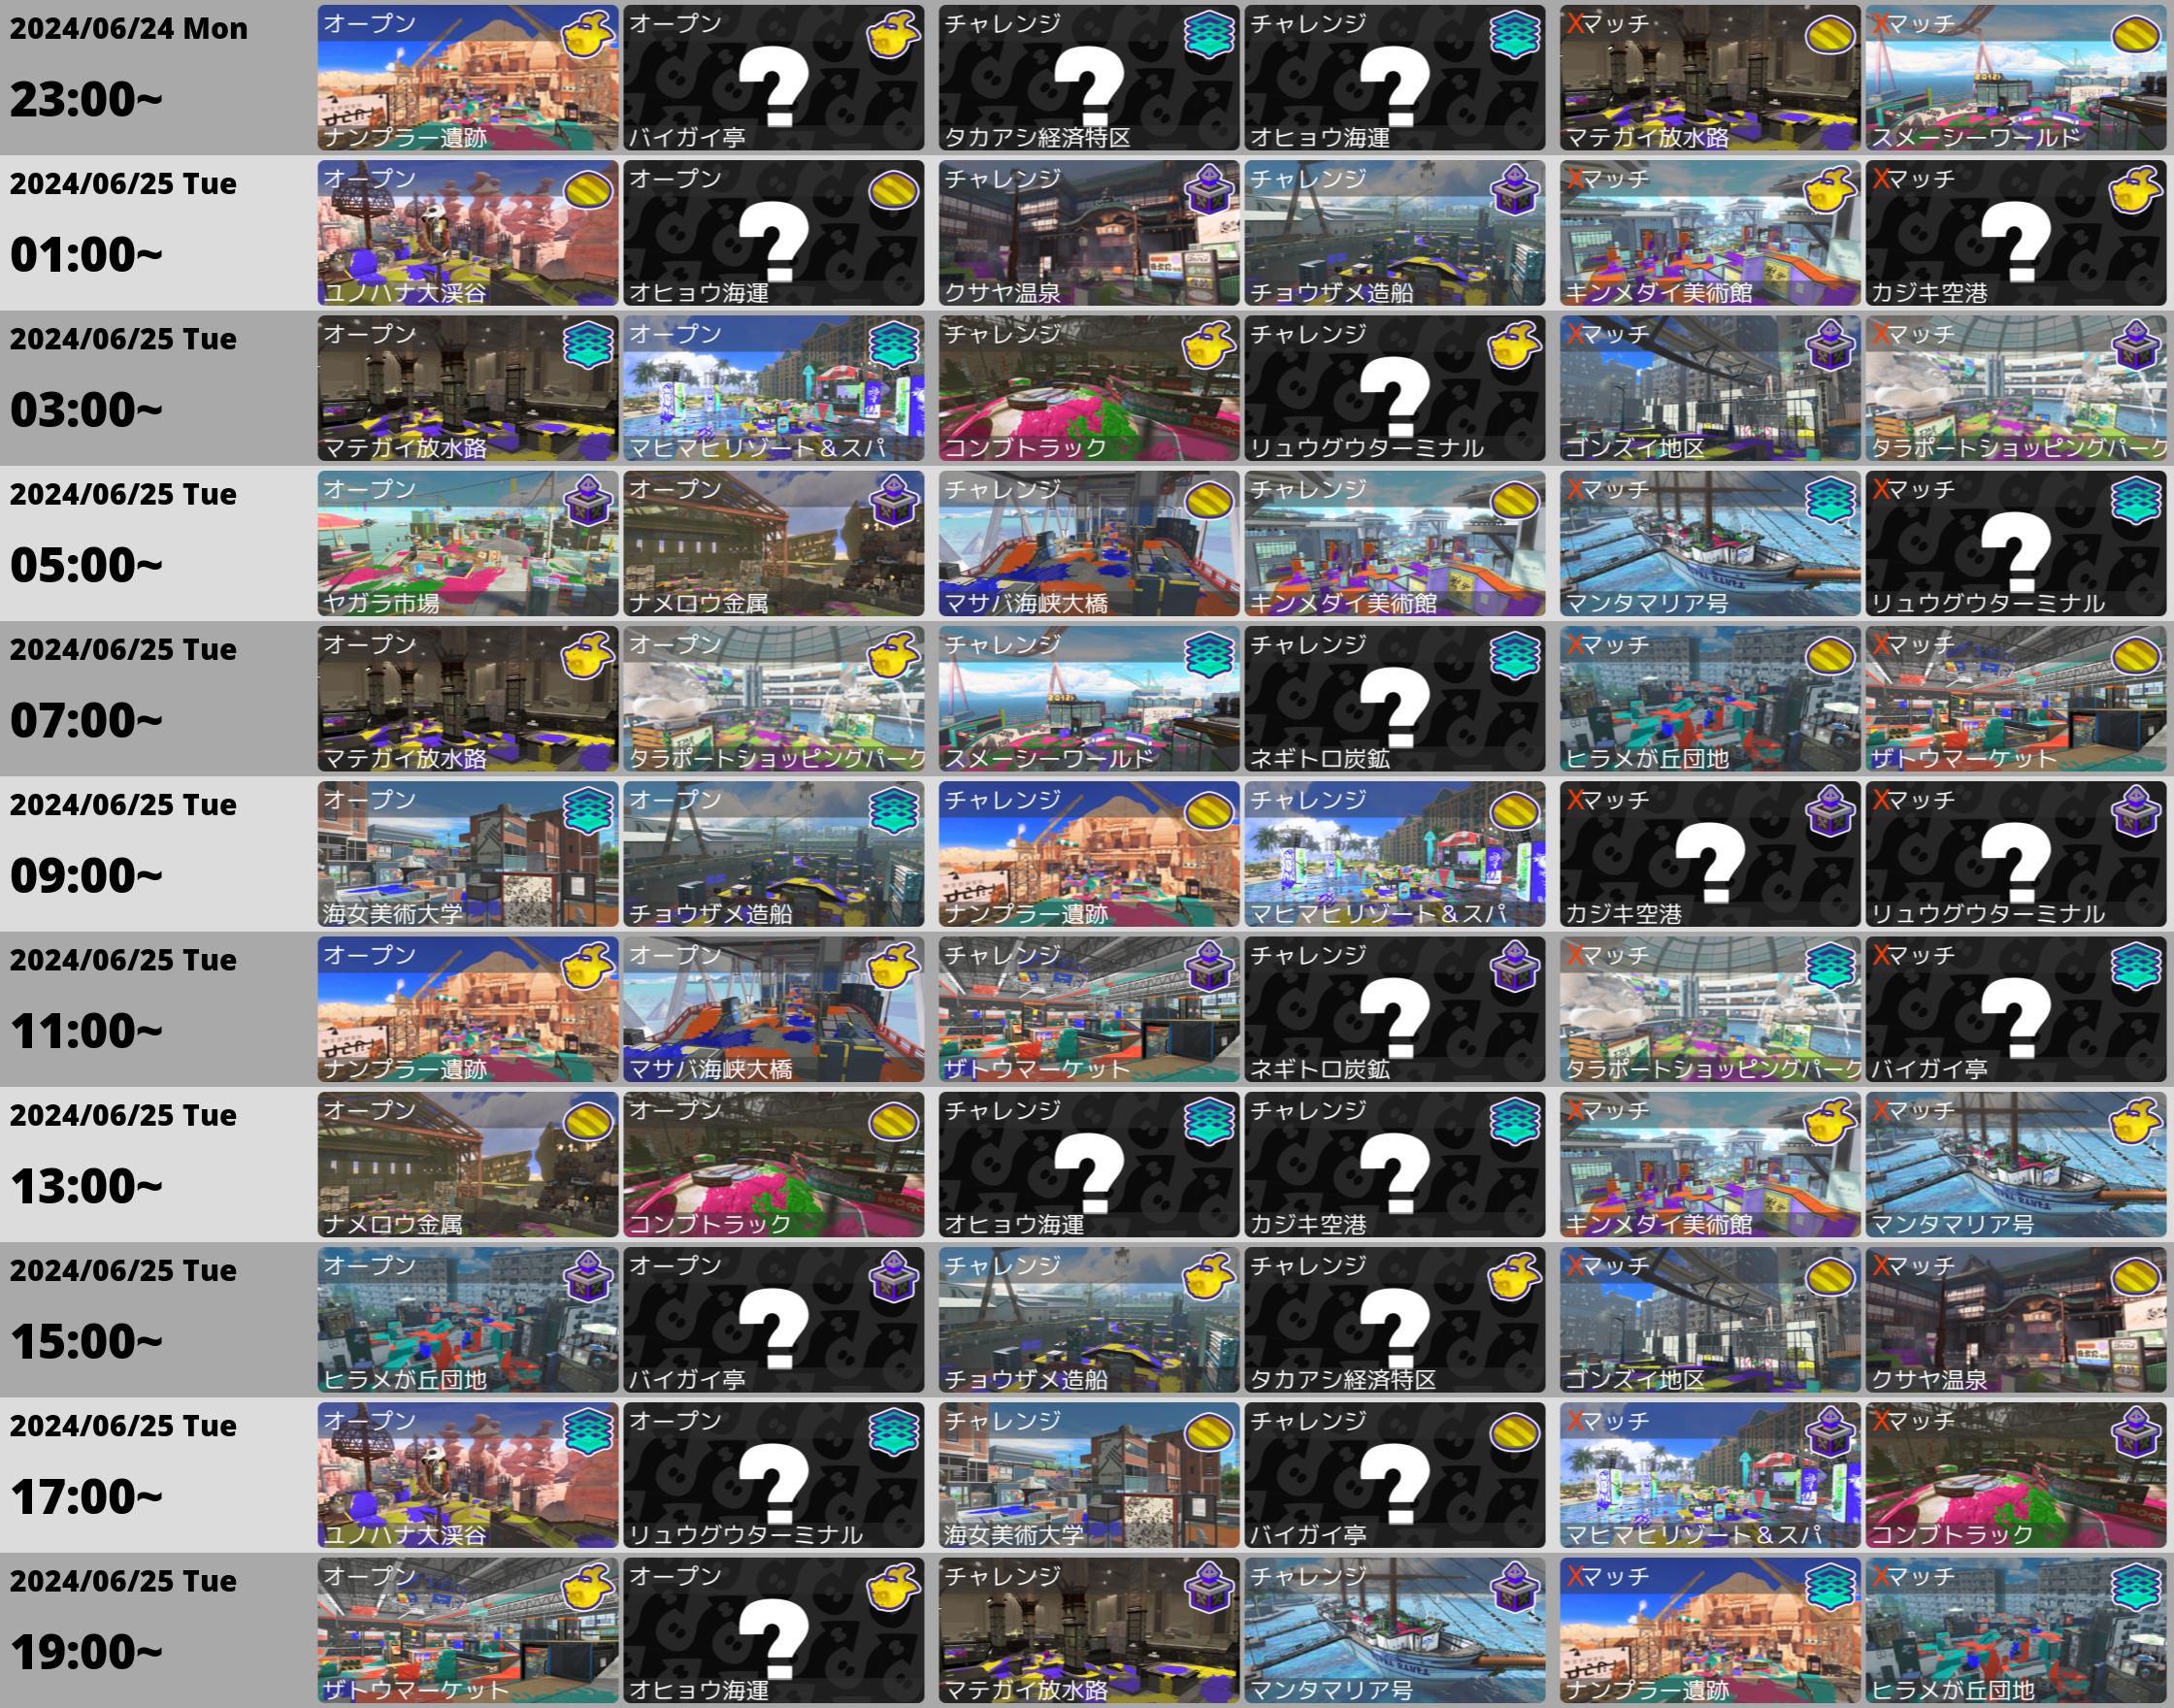 2024/06/24 Mon
23:00~
オープン
ナンプラー遺跡
オープン
バイガイ亭
チャレンジ
タカアシ経済特区
チャレンジ
オヒョウ海運
Xマッチ
マテガイ放水路
Xマッチ
スメーシーワールド
2024/06/25 Tue
01:00~
オープン
ユノハナ大渓谷
オープン
オヒョウ海運
チャレンジ
クサヤ温泉
チャレンジ
チョウザメ造船
Xマッチ
キンメダイ美術館
Xマッチ
カジキ空港
2024/06/25 Tue
03:00~
オープン
マテガイ放水路
オープン
マヒマヒリゾート＆スパ
チャレンジ
コンブトラック
チャレンジ
リュウグウターミナル
Xマッチ
ゴンズイ地区
Xマッチ
タラポートショッピングパーク
2024/06/25 Tue
05:00~
オープン
ヤガラ市場
オープン
ナメロウ金属
チャレンジ
マサバ海峡大橋
チャレンジ
キンメダイ美術館
Xマッチ
マンタマリア号
Xマッチ
リュウグウターミナル
2024/06/25 Tue
07:00~
オープン
マテガイ放水路
オープン
タラポートショッピングパーク
チャレンジ
スメーシーワールド
チャレンジ
ネギトロ炭鉱
Xマッチ
ヒラメが丘団地
Xマッチ
ザトウマーケット
2024/06/25 Tue
09:00~
オープン
海女美術大学
オープン
チョウザメ造船
チャレンジ
ナンプラー遺跡
チャレンジ
マヒマヒリゾート＆スパ
Xマッチ
カジキ空港
Xマッチ
リュウグウターミナル
2024/06/25 Tue
11:00~
オープン
ナンプラー遺跡
オープン
マサバ海峡大橋
チャレンジ
ザトウマーケット
チャレンジ
ネギトロ炭鉱
Xマッチ
タラポートショッピングパーク
Xマッチ
バイガイ亭
2024/06/25 Tue
13:00~
オープン
ナメロウ金属
オープン
コンブトラック
チャレンジ
オヒョウ海運
チャレンジ
カジキ空港
Xマッチ
キンメダイ美術館
Xマッチ
マンタマリア号
2024/06/25 Tue
15:00~
オープン
ヒラメが丘団地
オープン
バイガイ亭
チャレンジ
チョウザメ造船
チャレンジ
タカアシ経済特区
Xマッチ
ゴンズイ地区
Xマッチ
クサヤ温泉
2024/06/25 Tue
17:00~
オープン
ユノハナ大渓谷
オープン
リュウグウターミナル
チャレンジ
海女美術大学
チャレンジ
バイガイ亭
Xマッチ
マヒマヒリゾート＆スパ
Xマッチ
コンブトラック
2024/06/25 Tue
19:00~
オープン
ザトウマーケット
オープン
オヒョウ海運
チャレンジ
マテガイ放水路
チャレンジ
マンタマリア号
Xマッチ
ナンプラー遺跡
Xマッチ
ヒラメが丘団地